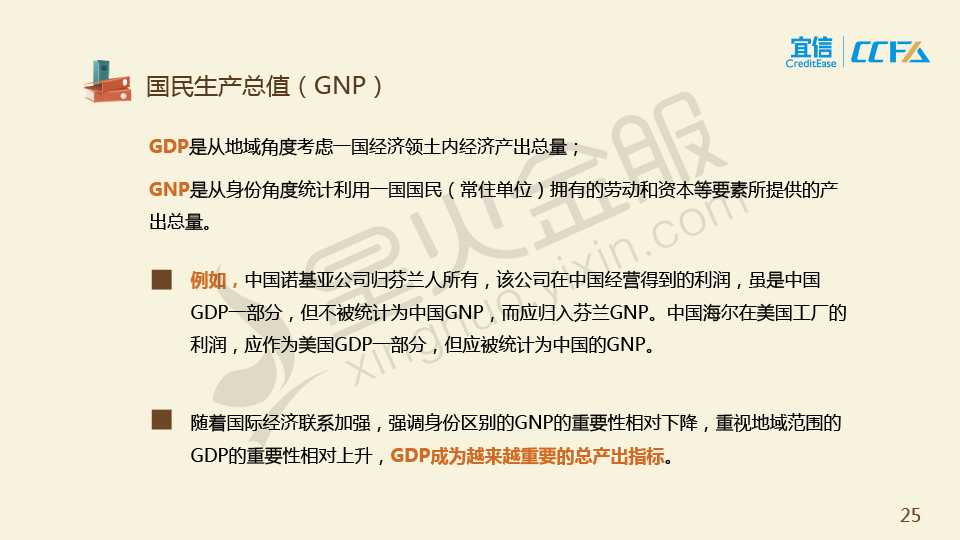 宜信
CreditEase
CCFA
国民生产总值（GNP）
GDP是从地域角度考虑一国经济领土内经济产出总量；
GNP是从身份角度统计利用一国国民（常住单位）拥有的劳动和资本等要素所提供的产
出总量。
例如，中国诺基亚公司归芬兰人所有，该公司在中国经营得到的利润，虽是中国
GDP一部分，但不被统计为中国GNP，而应归入芬兰GNP。中国海尔在美国工厂的
利润，应作为美国GDP一部分，但应被统计为中国的GNP。
随着国际经济联系加强，强调身份区别的GNP的重要性相对下降，重视地域范围的
GDP的重要性相对上升，GDP成为越来越重要的总产出指标。
星火金服
xinghuo.yixin.com
25